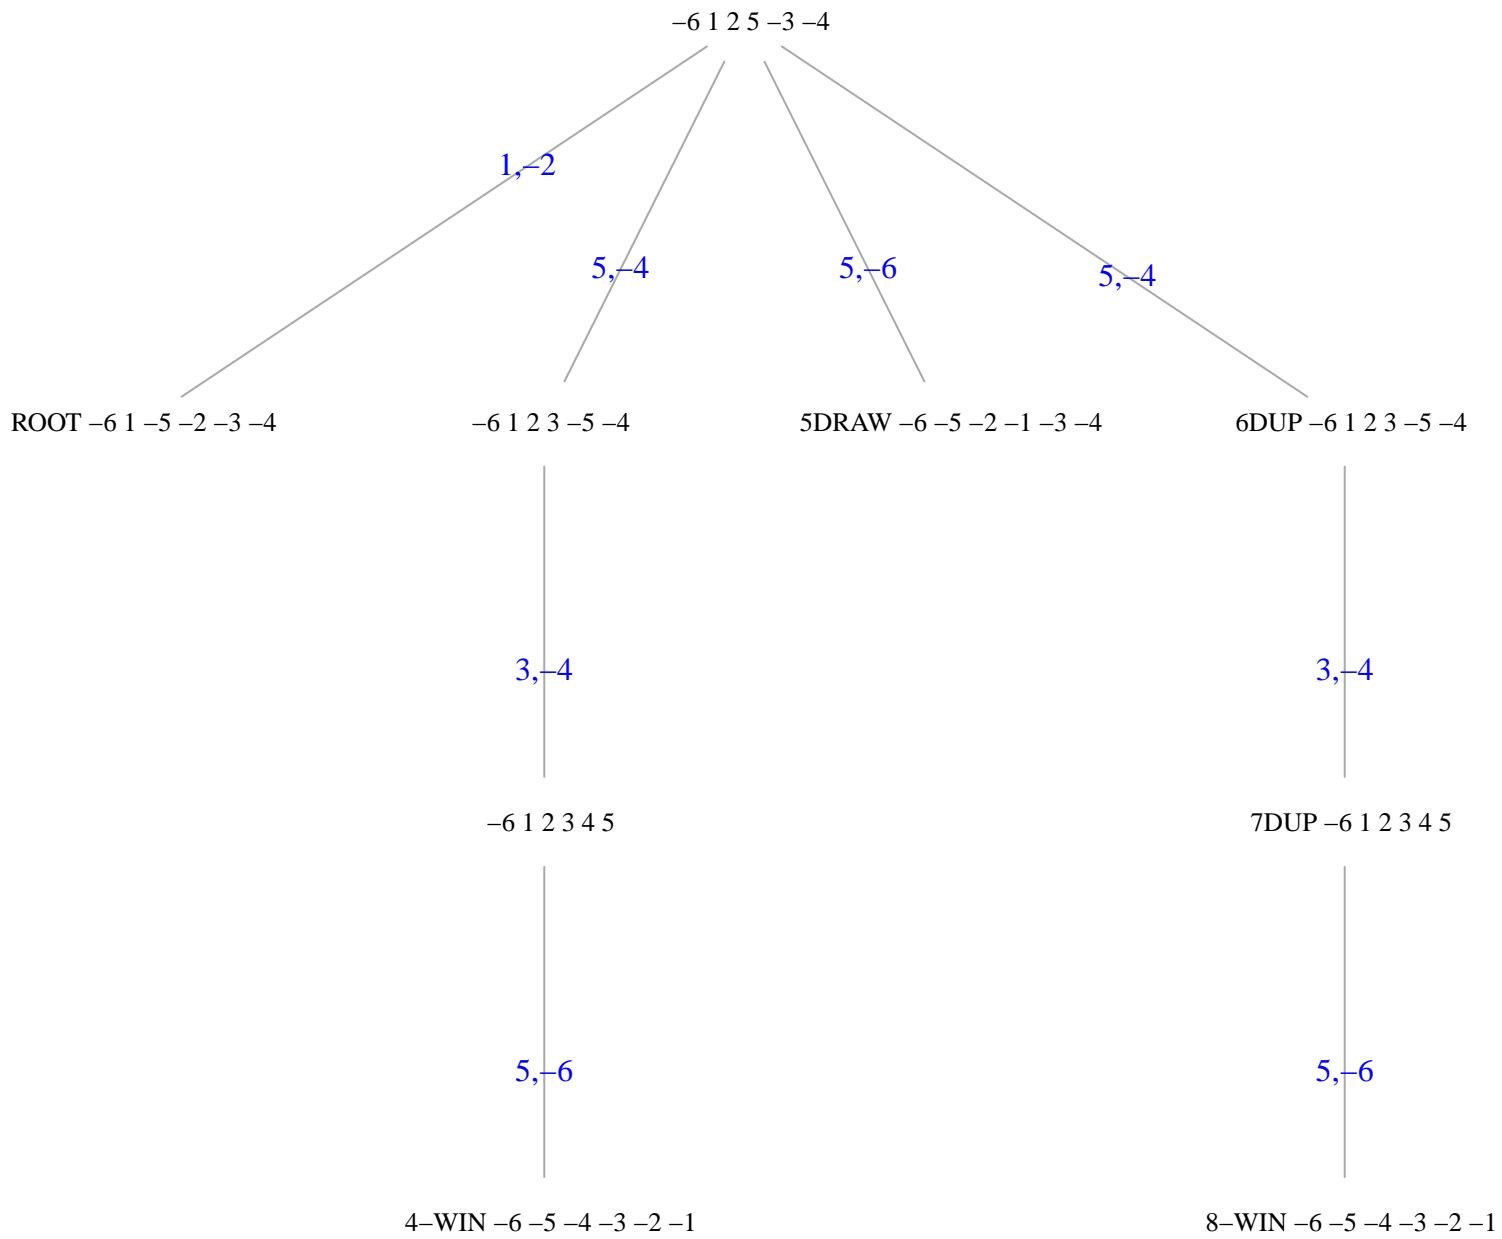 –6 1 2 5 –3 –4
1,–2
5,–4
5,–6
5,–4
ROOT –6 1 –5 –2 –3 –4
–6 1 2 3 –5 –4
5DRAW –6 –5 –2 –1 –3 –4
6DUP –6 1 2 3 –5 –4
3,–4
3,–4
–6 1 2 3 4 5
7DUP –6 1 2 3 4 5
5,–6
5,–6
4–WIN –6 –5 –4 –3 –2 –1
8–WIN –6 –5 –4 –3 –2 –1